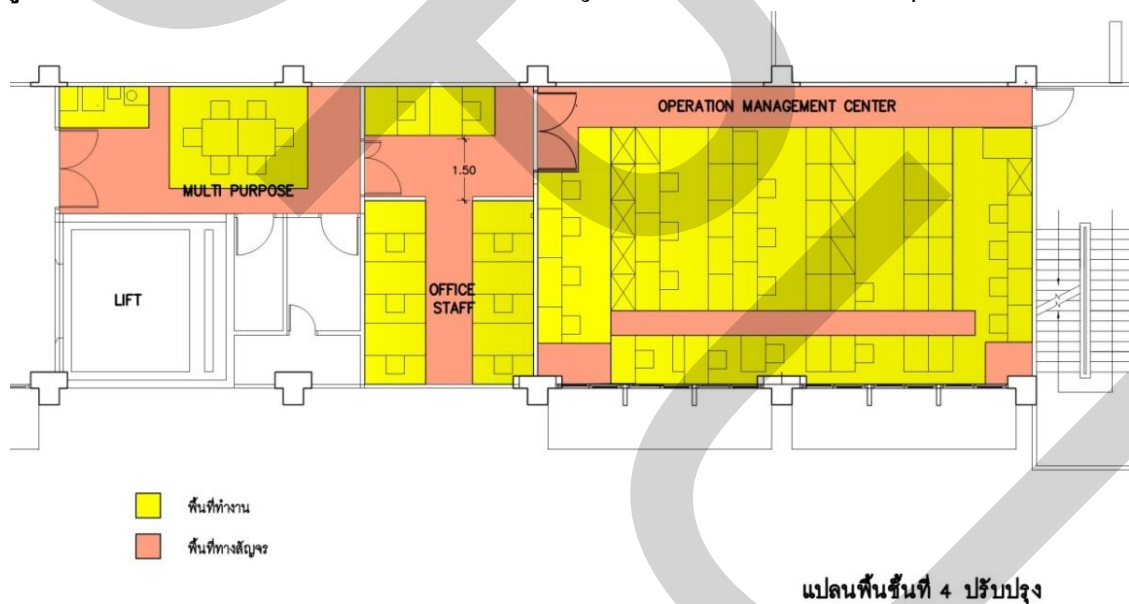 OPERATION MANAGEMENT CENTER
1.50
MULTI PURPOSE
LIFT
OFFICE
STAFF
พื้นที่ทำงาน
พื้นที่ทางสัญจร
แปลนพื้นชั้นที่ 4 ปรับปรุง